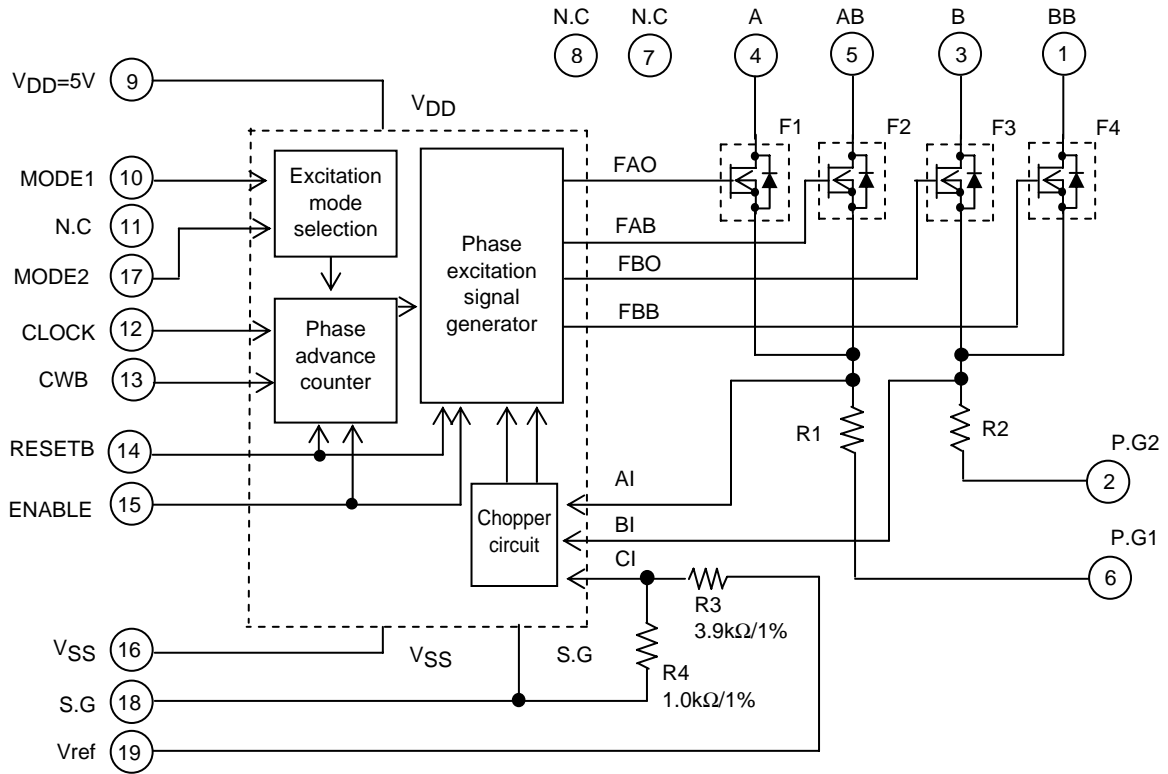 N.C N.C A AB B BB
8 7 4 5 3 1
VDD=5V 9
VDD
F1 F2 F3 F4
MODE1 10
N.C 11
MODE2 17
CLOCK 12
CWB 13
RESETB 14
ENABLE 15
Excitation
mode
selection
Phase
advance
counter
Phase
excitation
signal
generator
FAO
FAB
FBO
FBB
R1
R2
P.G2
2
P.G1
6
Chopper
circuit
AI
BI
CI
R3
3.9kΩ/1%
R4
1.0kΩ/1%
VSS 16
VSS
S.G
S.G 18
Vref 19